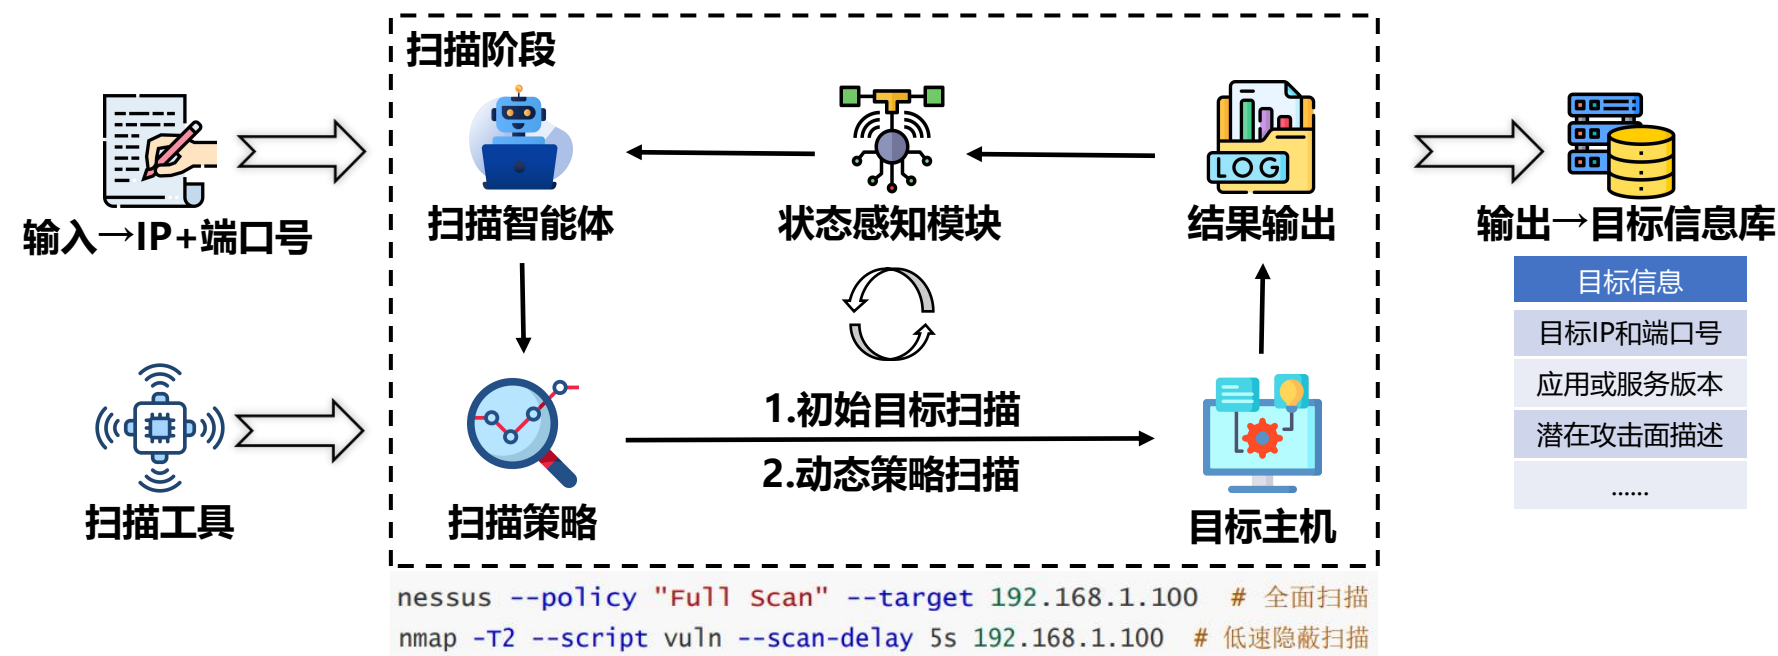 扫描阶段
输入→IP+端口号
扫描智能体
状态感知模块
LOG
结果输出
输出→目标信息库
目标信息
目标IP和端口号
应用或服务版本
潜在攻击面描述
......
扫描工具
扫描策略
1.初始目标扫描
2.动态策略扫描
目标主机
nessus --policy "Full Scan" --target 192.168.1.100 # 全面扫描
nmap -T2 --script vuln --scan-delay 5s 192.168.1.100 # 低速隐蔽扫描